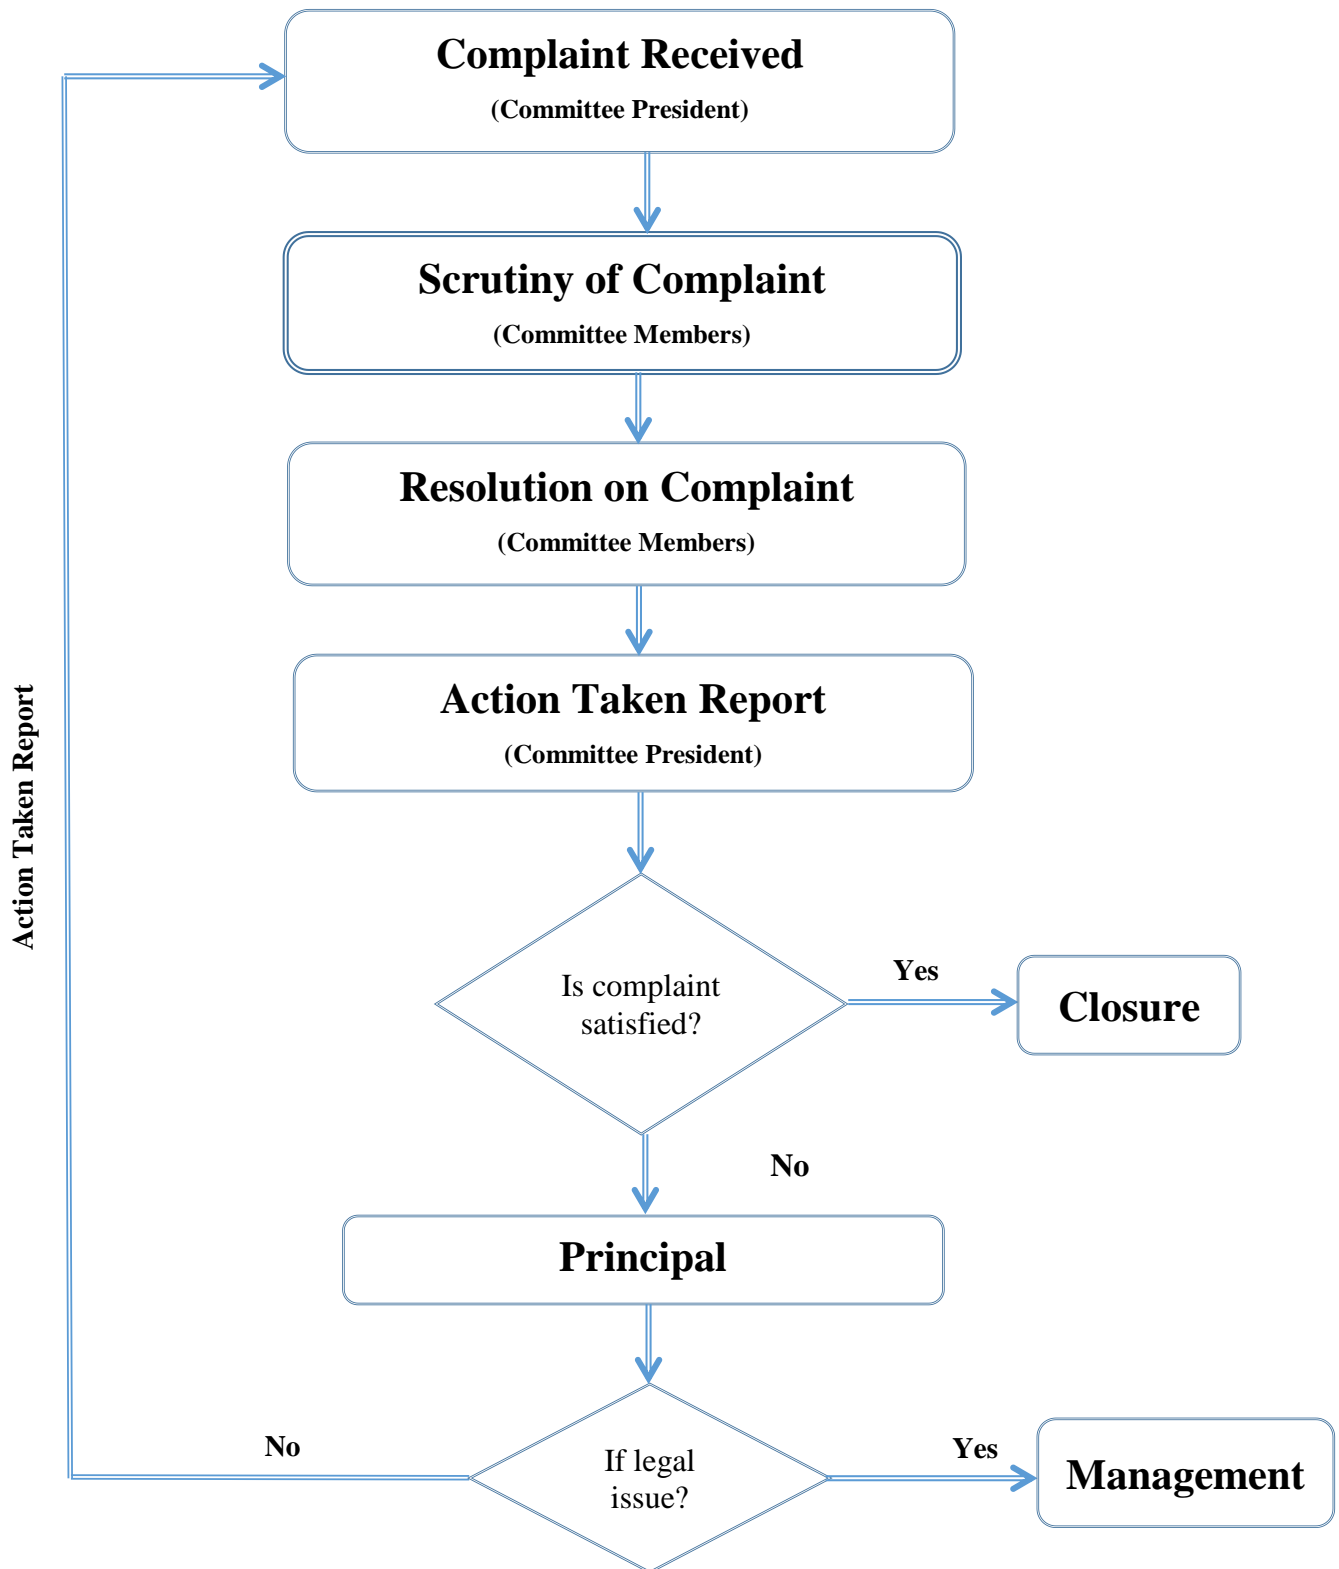 Complaint Received
(Committee President)
Scrutiny of Complaint
(Committee Members)
Resolution on Complaint
(Committee Members)
Action Taken Report
(Committee President)
Action Taken Report
Is complaint
satisfied?
Yes
Closure
No
Principal
No
If legal
issue?
Yes
Management